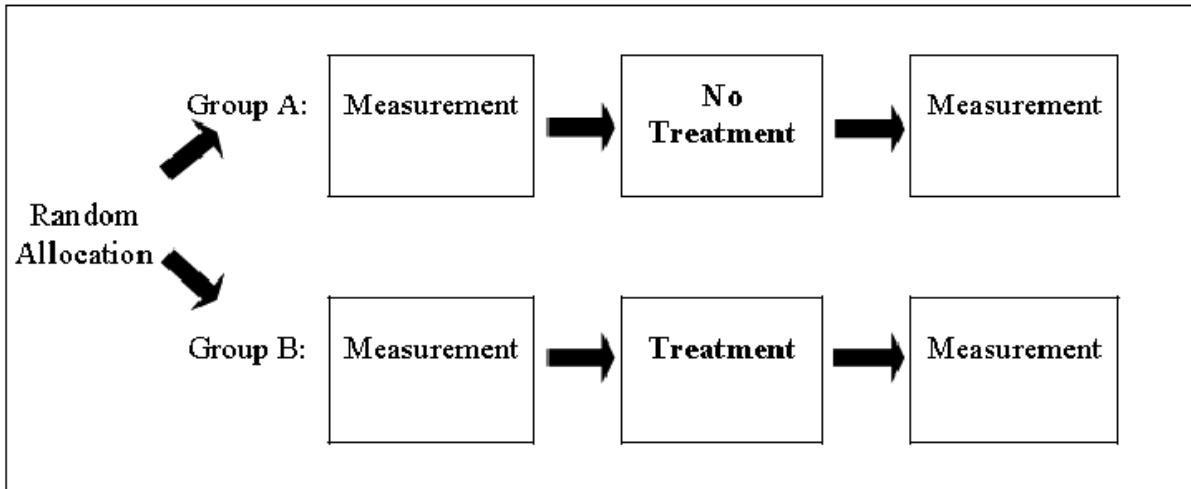 Random
Allocation
Group A:
Measurement
No
Treatment
Measurement
Group B:
Measurement
Treatment
Measurement